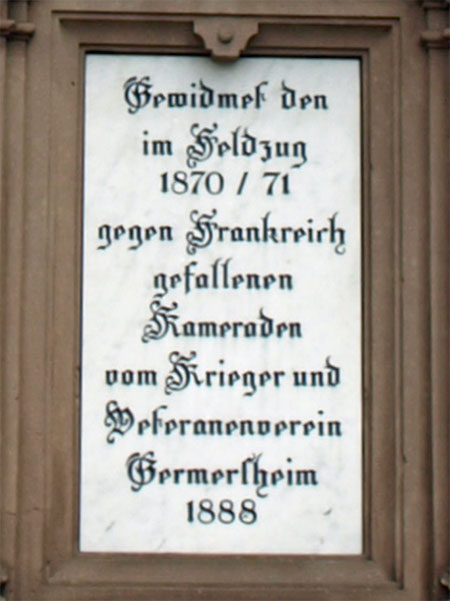 Gewidmet den
im Feldzug
1870 / 71
gegen Frankreich
gefallenen
Kameraden
vom Krieger und
Veteranenverein
Germerſheim
1888